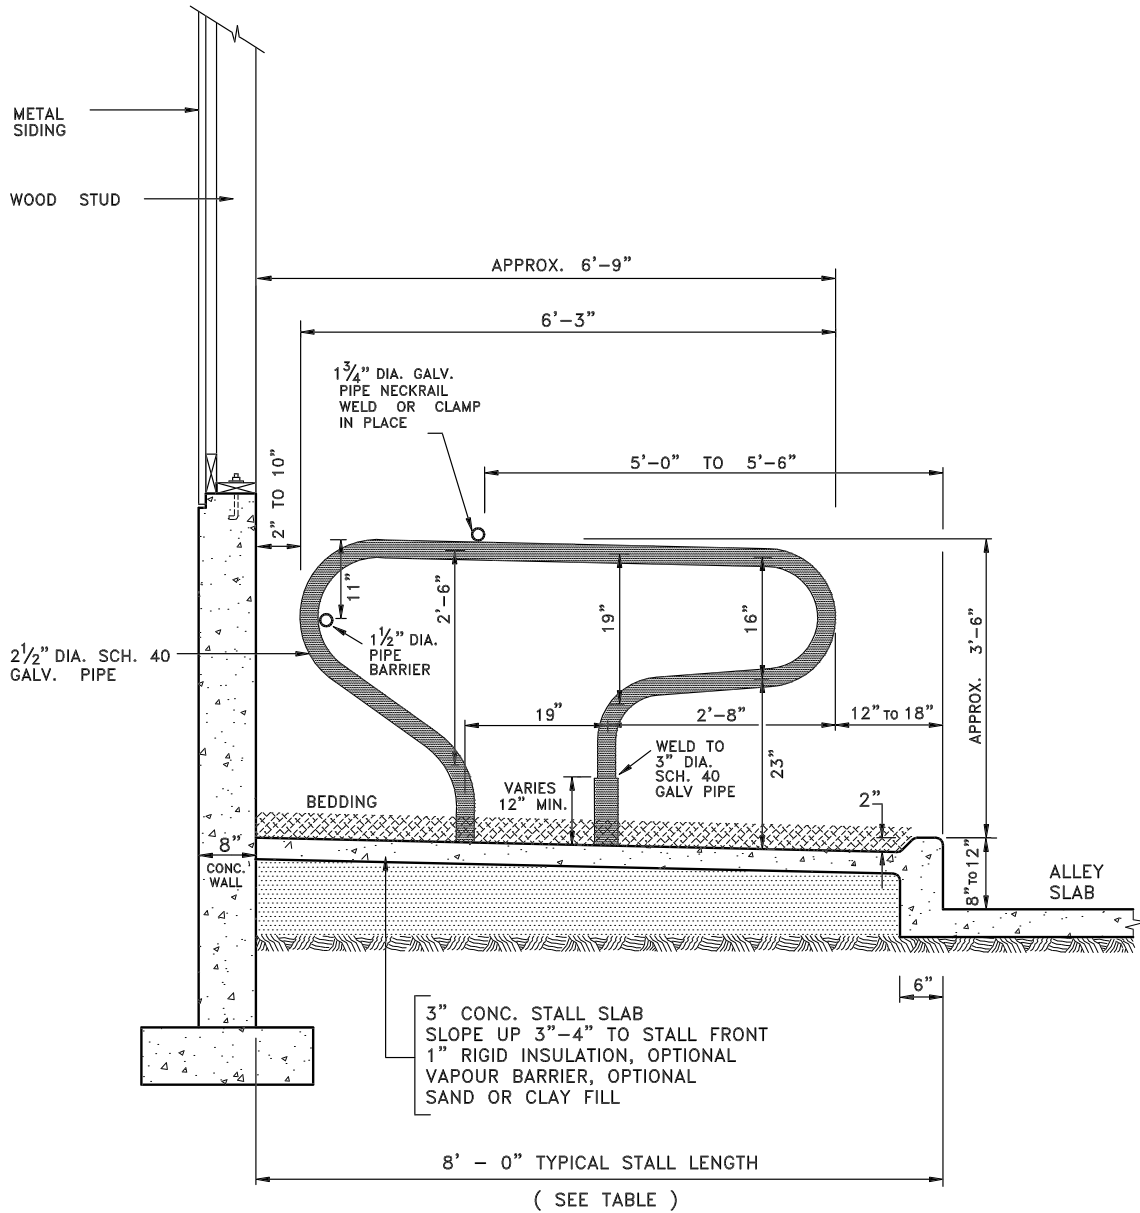 METAL
SIDING
WOOD STUD
APPROX. 6'–9"
6'–3"
1¾" DIA. GALV.
PIPE NECKRAIL
WELD OR CLAMP
IN PLACE
5'–0" TO 5'–6"
2" TO 10"
11"
2'–6"
19"
16"
APPROX. 3'–6"
1½" DIA.
PIPE
BARRIER
2½" DIA. SCH. 40
GALV. PIPE
19"
2'–8"
12" TO 18"
WELD TO
3" DIA.
SCH. 40
GALV PIPE
23"
VARIES
12" MIN.
BEDDING
2"
8"
CONC.
WALL
8" TO 12"
ALLEY
SLAB
6"
3" CONC. STALL SLAB
SLOPE UP 3"–4" TO STALL FRONT
1" RIGID INSULATION, OPTIONAL
VAPOUR BARRIER, OPTIONAL
SAND OR CLAY FILL
8' – 0" TYPICAL STALL LENGTH
( SEE TABLE )